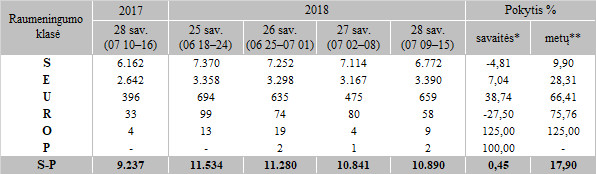 Raumeningumo klasė 2017 2018 Pokytis %
28 sav. (07 10–16) 25 sav. (06 18–24) 26 sav. (06 25–07 01) 27 sav. (07 02–08) 28 sav. (07 09–15) savaitės* metų**
S 6.162 7.370 7.252 7.114 6.772 -4,81 9,90
E 2.642 3.358 3.298 3.167 3.390 7,04 28,31
U 396 694 635 475 659 38,74 66,41
R 33 99 74 80 58 -27,50 75,76
O 4 13 19 4 9 125,00 125,00
P - - 2 1 2 100,00 -
S-P 9.237 11.534 11.280 10.841 10.890 0,45 17,90